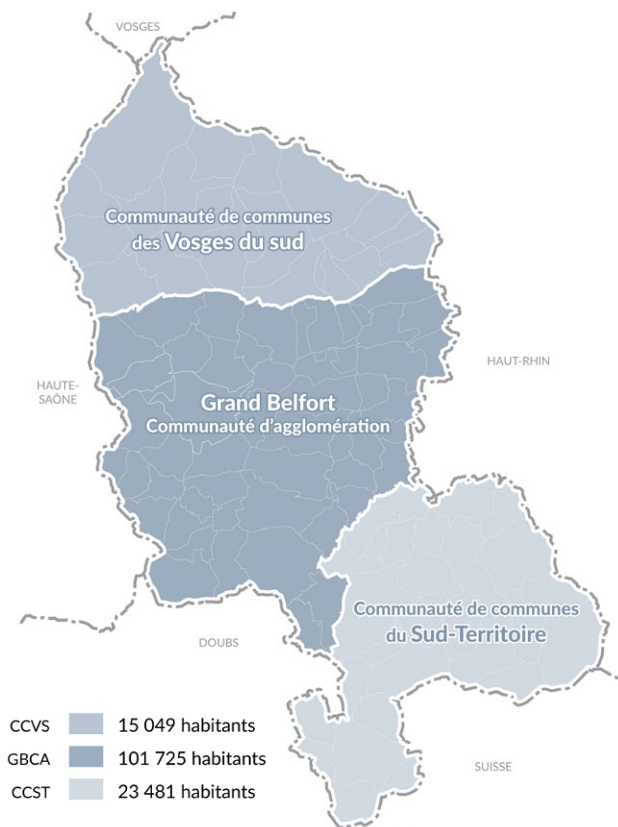 VOSGES
Communauté de communes
des Vosges du sud
HAUT-RHIN
HAUTE-
SAÔNE
Grand Belfort
Communauté d'agglomération
Communauté de communes
du Sud-Territoire
DOUBS
SUISSE
CCVS 15 049 habitants
GBCA 101 725 habitants
CCST 23 481 habitants